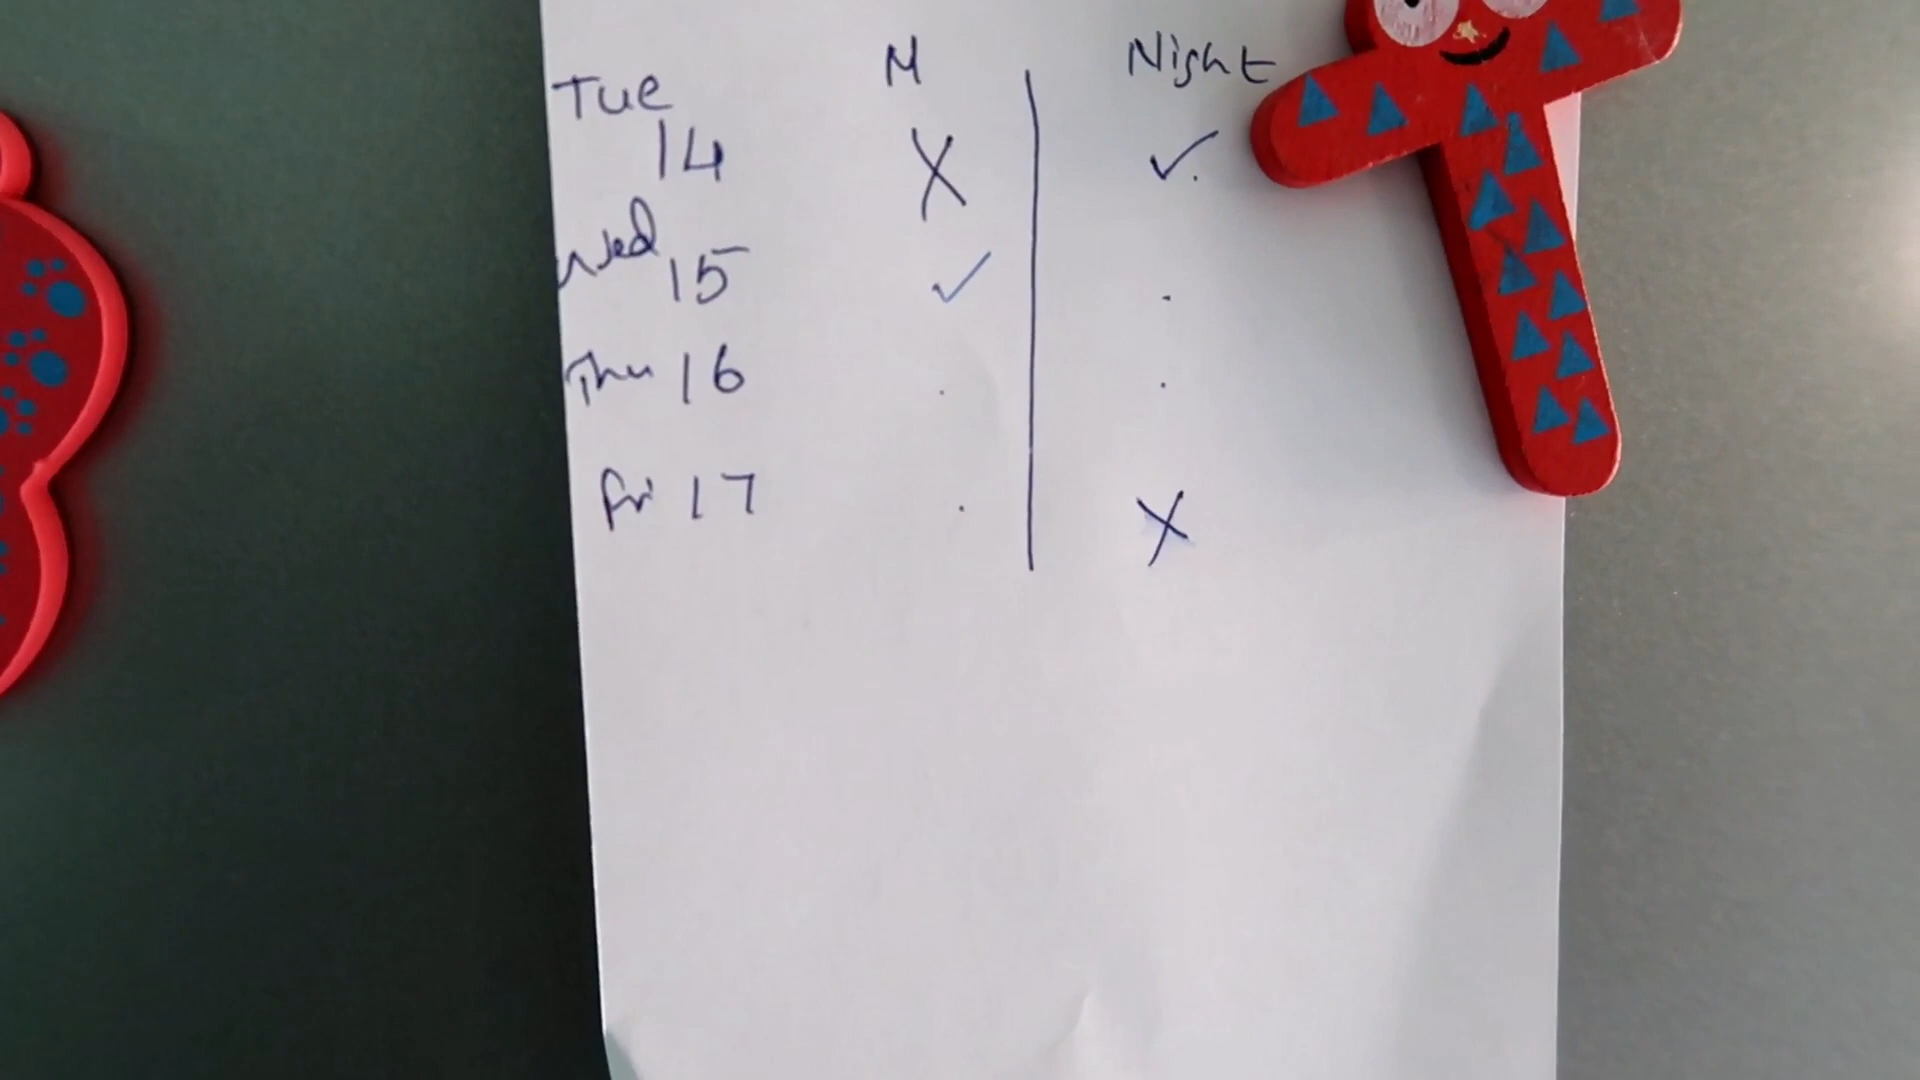 M Night
Tue
14 X ✓.
Wed
15 ✓ .
Thu 16 . .
Fri 17 . X